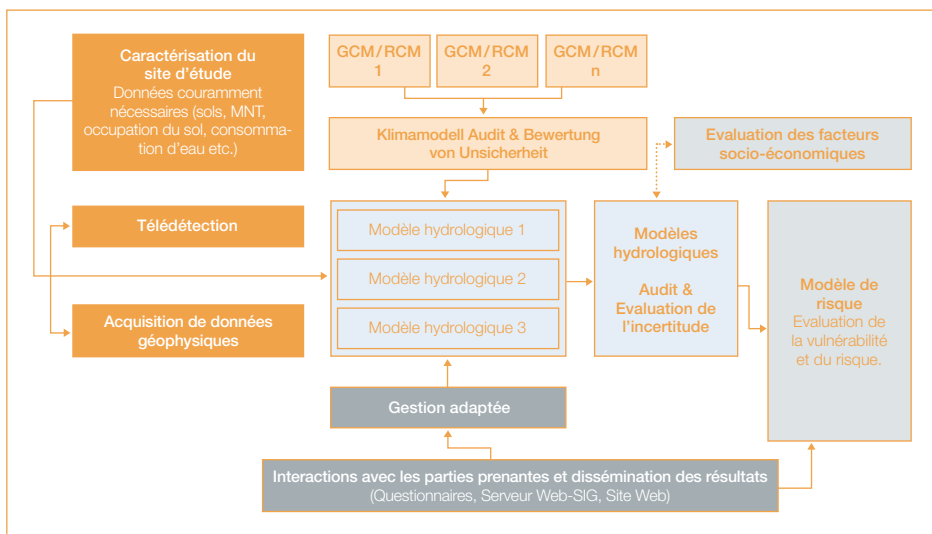 Caractérisation du
site d'étude
Données couramment
nécessaires (sols, MNT,
occupation du sol, consomma-
tion d'eau etc.)
GCM/RCM
1
GCM/RCM
2
GCM/RCM
n
Klimamodell Audit & Bewertung
von Unsicherheit
Evaluation des facteurs
socio-économiques
Télédétection
Acquisition de données
géophysiques
Modèle hydrologique 1
Modèle hydrologique 2
Modèle hydrologique 3
Modèles
hydrologiques
Audit &
Evaluation de
l'incertitude
Modèle de
risque
Evaluation de
la vulnérabilité
et du risque.
Gestion adaptée
Interactions avec les parties prenantes et dissémination des résultats
(Questionnaires, Serveur Web-SIG, Site Web)